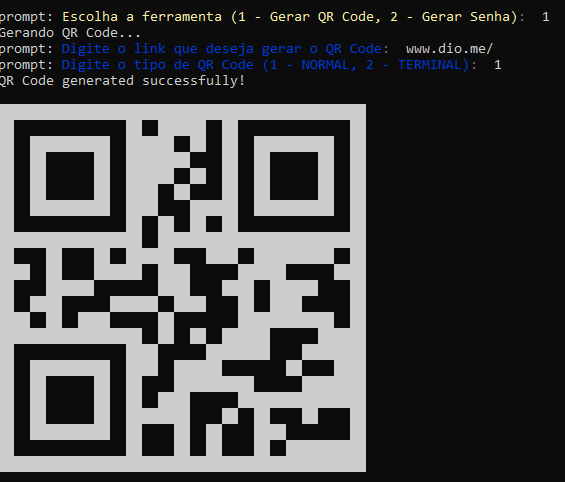 prompt: Escolha a ferramenta (1 - Gerar QR Code, 2 - Gerar Senha): 1
Gerando QR Code...
prompt: Digite o link que deseja gerar o QR Code: www.dio.me/
prompt: Digite o tipo de QR Code (1 - NORMAL, 2 - TERMINAL): 1
QR Code generated successfully!